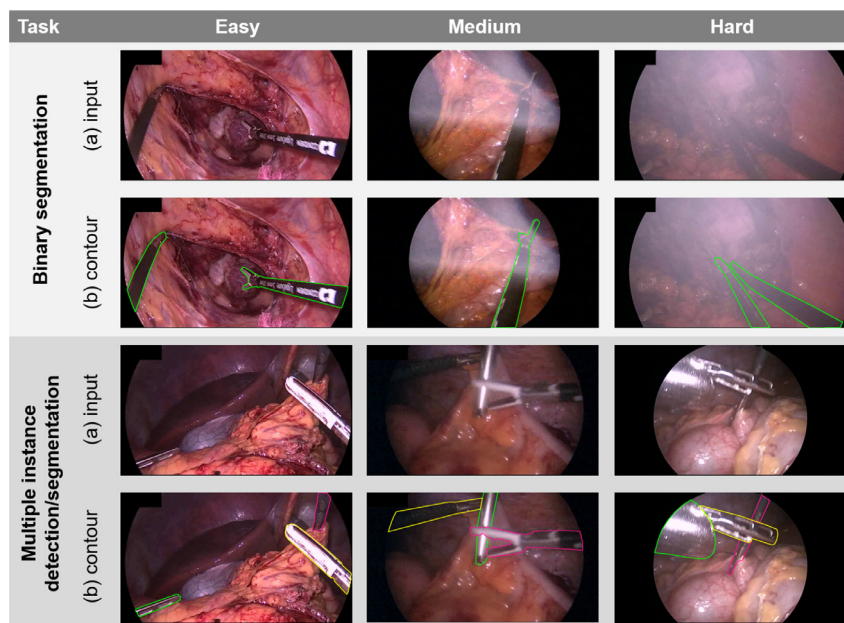 Task Easy Medium Hard
Binary segmentation
(a) input
(b) contour
Multiple instance
detection/segmentation
(a) input
(b) contour